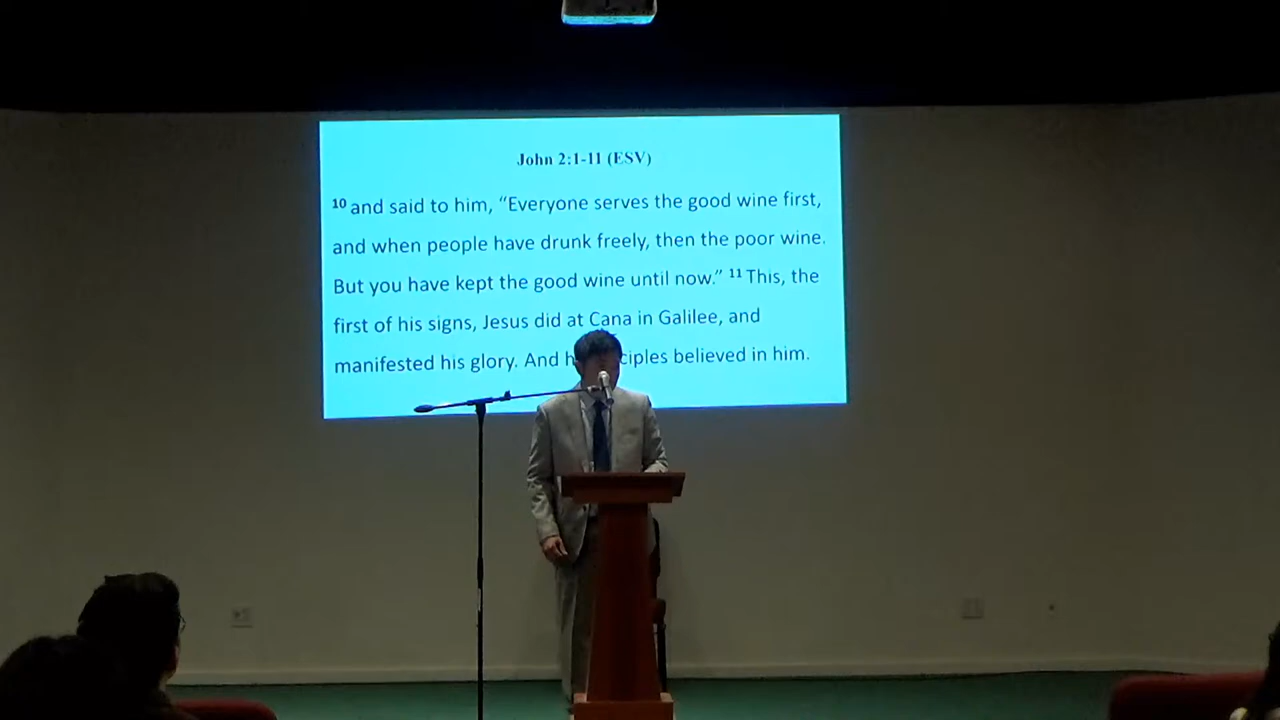 John 2:1-11 (ESV)
10 and said to him, “Everyone serves the good wine first,
and when people have drunk freely, then the poor wine.
But you have kept the good wine until now.” 11 This, the
first of his signs, Jesus did at Cana in Galilee, and
manifested his glory. And believed in him.